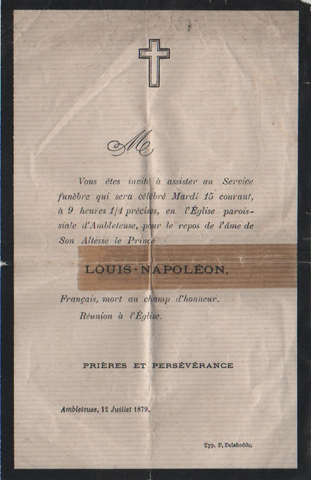 M
Vous êtes invité à assister au Service
funèbre qui sera célébré Mardi 15 courant,
à 9 heures 1/4 précises, en l'Église parois-
siale d'Ambleteuse, pour le repos de l'âme de
Son Altesse le Prince
LOUIS-NAPOLÉON,
Français, mort au champ d'honneur.
Réunion à l'Église.
PRIÈRES ET PERSÉVÉRANCE
Ambleteuse, 12 Juillet 1879.
Typ. F. Delahodde,